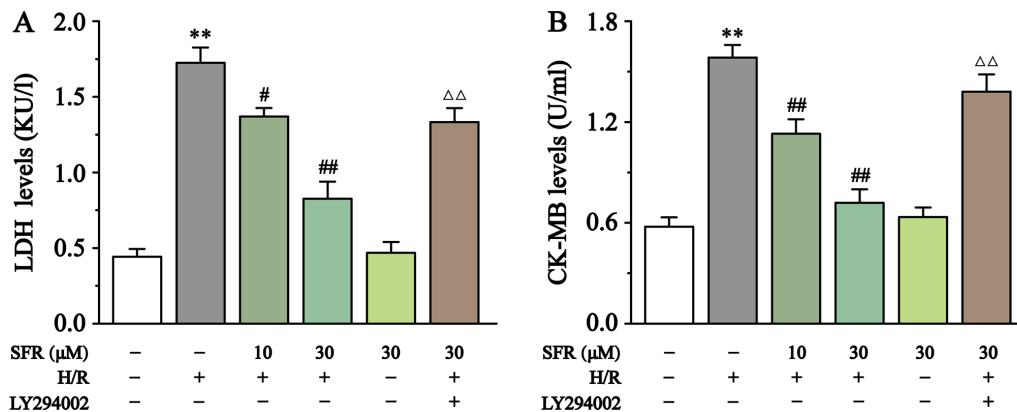 A
LDH levels (KU/l)
2.0
1.5
1.0
0.5
0.0
**
#
##
△△
SFR (μM) – – 10 30 30 30
H/R – + + + – +
LY294002 – – – – – +
B
CK-MB levels (U/ml)
1.8
1.2
0.6
0.0
**
##
##
△△
SFR (μM) – – 10 30 30 30
H/R – + + + – +
LY294002 – – – – – +